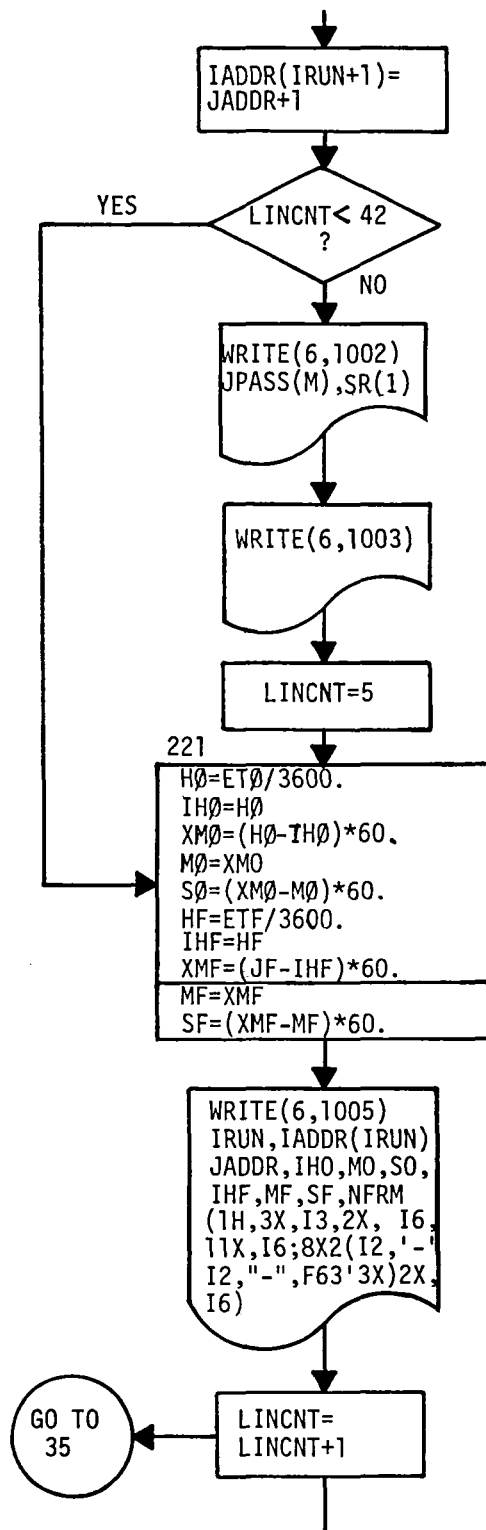 IADDR(IRUN+1)=
JADDR+1
YES
LINCNT< 42
?
NO
WRITE(6,1002)
JPASS(M),SR(1)
WRITE(6,1003)
LINCNT=5
221
HØ=ETØ/3600.
IHØ=HØ
XMØ=(HØ-IHØ)*60.
MØ=XMO
SØ=(XMØ-MØ)*60.
HF=ETF/3600.
IHF=HF
XMF=(JF-IHF)*60.
MF=XMF
SF=(XMF-MF)*60.
WRITE(6,1005)
IRUN,IADDR(IRUN)
JADDR,IHO,MO,SO,
IHF,MF,SF,NFRM
(1H,3X,I3,2X, I6,
11X,I6;8X2(I2,'-'
I2,"-",F63'3X)2X,
I6)
GO TO
35
LINCNT=
LINCNT+1